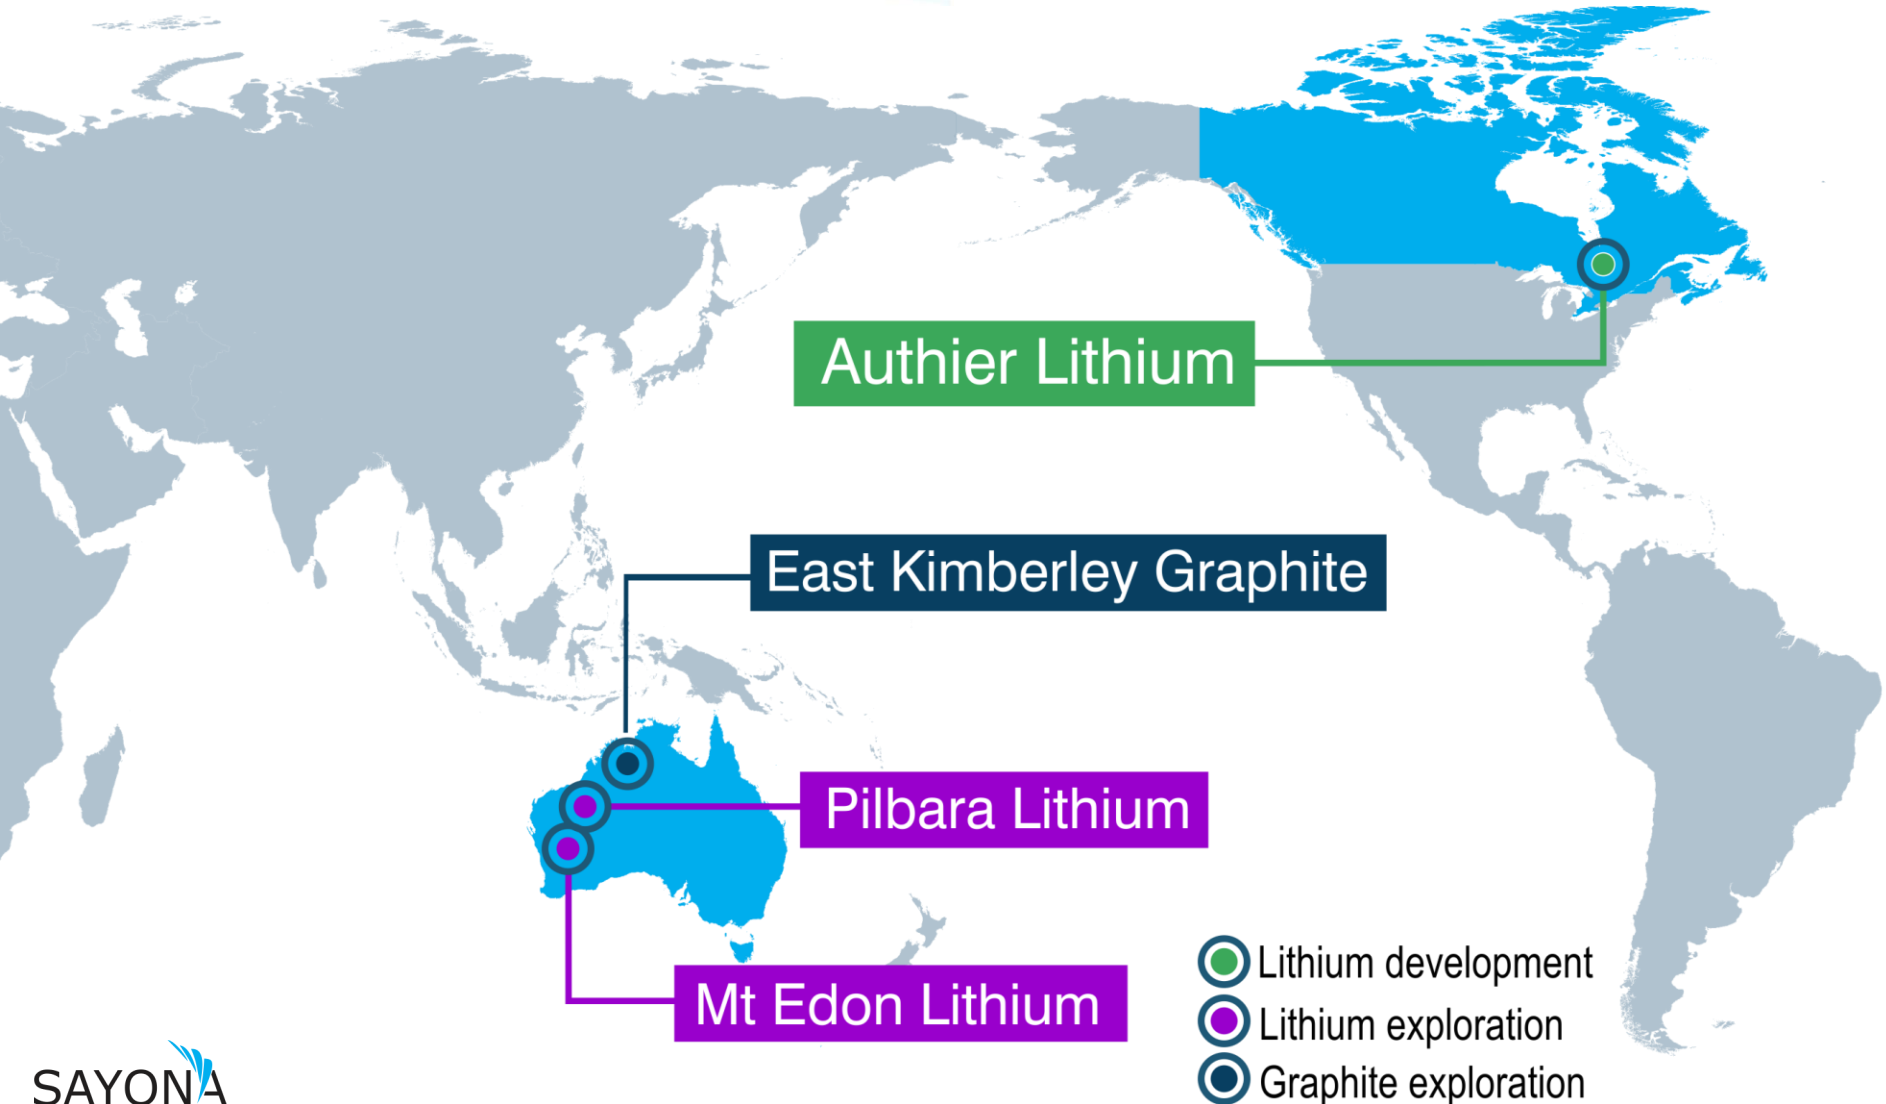 Authier Lithium
East Kimberley Graphite
Pilbara Lithium
Mt Edon Lithium
Lithium development
Lithium exploration
Graphite exploration
SAYONA